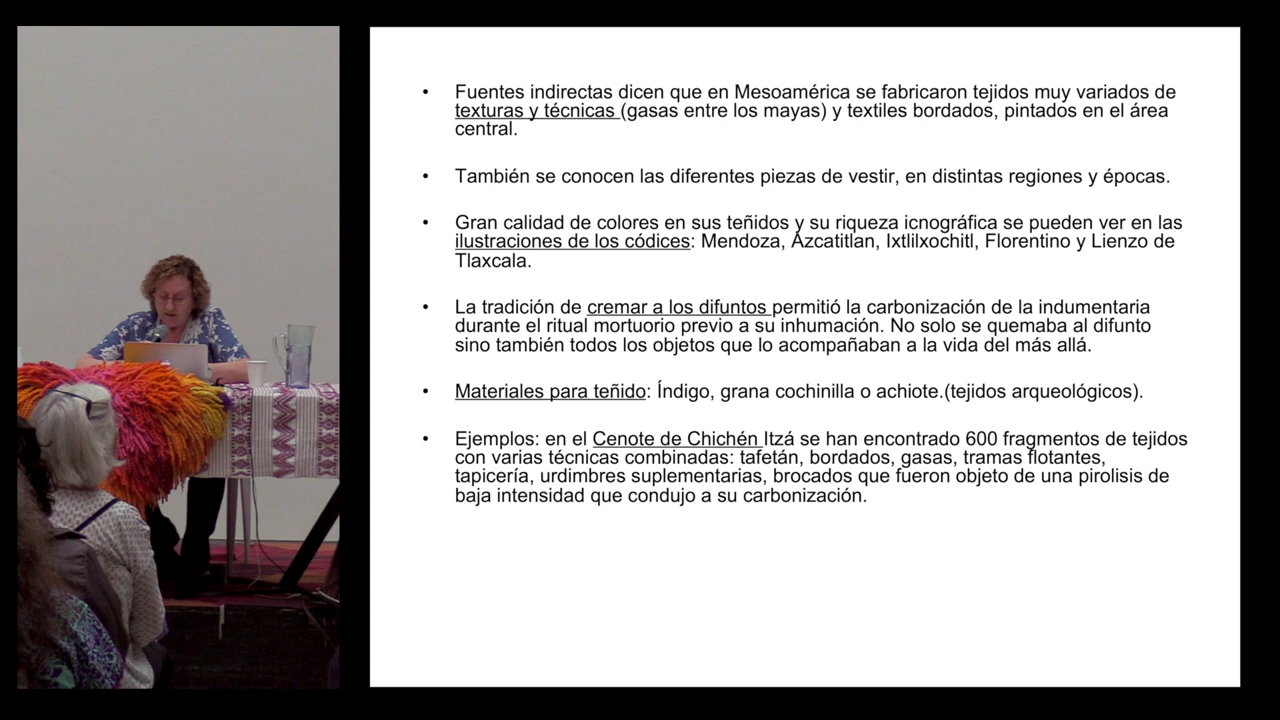 • Fuentes indirectas dicen que en Mesoamérica se fabricaron tejidos muy variados de
texturas y técnicas (gasas entre los mayas) y textiles bordados, pintados en el área
central.
• También se conocen las diferentes piezas de vestir, en distintas regiones y épocas.
• Gran calidad de colores en sus teñidos y su riqueza icnográfica se pueden ver en las
ilustraciones de los códices: Mendoza, Azcatitlan, Ixtlilxochitl, Florentino y Lienzo de
Tlaxcala.
• La tradición de cremar a los difuntos permitió la carbonización de la indumentaria
durante el ritual mortuorio previo a su inhumación. No solo se quemaba al difunto
sino también todos los objetos que lo acompañaban a la vida del más allá.
• Materiales para teñido: Índigo, grana cochinilla o achiote.(tejidos arqueológicos).
• Ejemplos: en el Cenote de Chichén Itzá se han encontrado 600 fragmentos de tejidos
con varias técnicas combinadas: tafetán, bordados, gasas, tramas flotantes,
tapicería, urdimbres suplementarias, brocados que fueron objeto de una pirolisis de
baja intensidad que condujo a su carbonización.